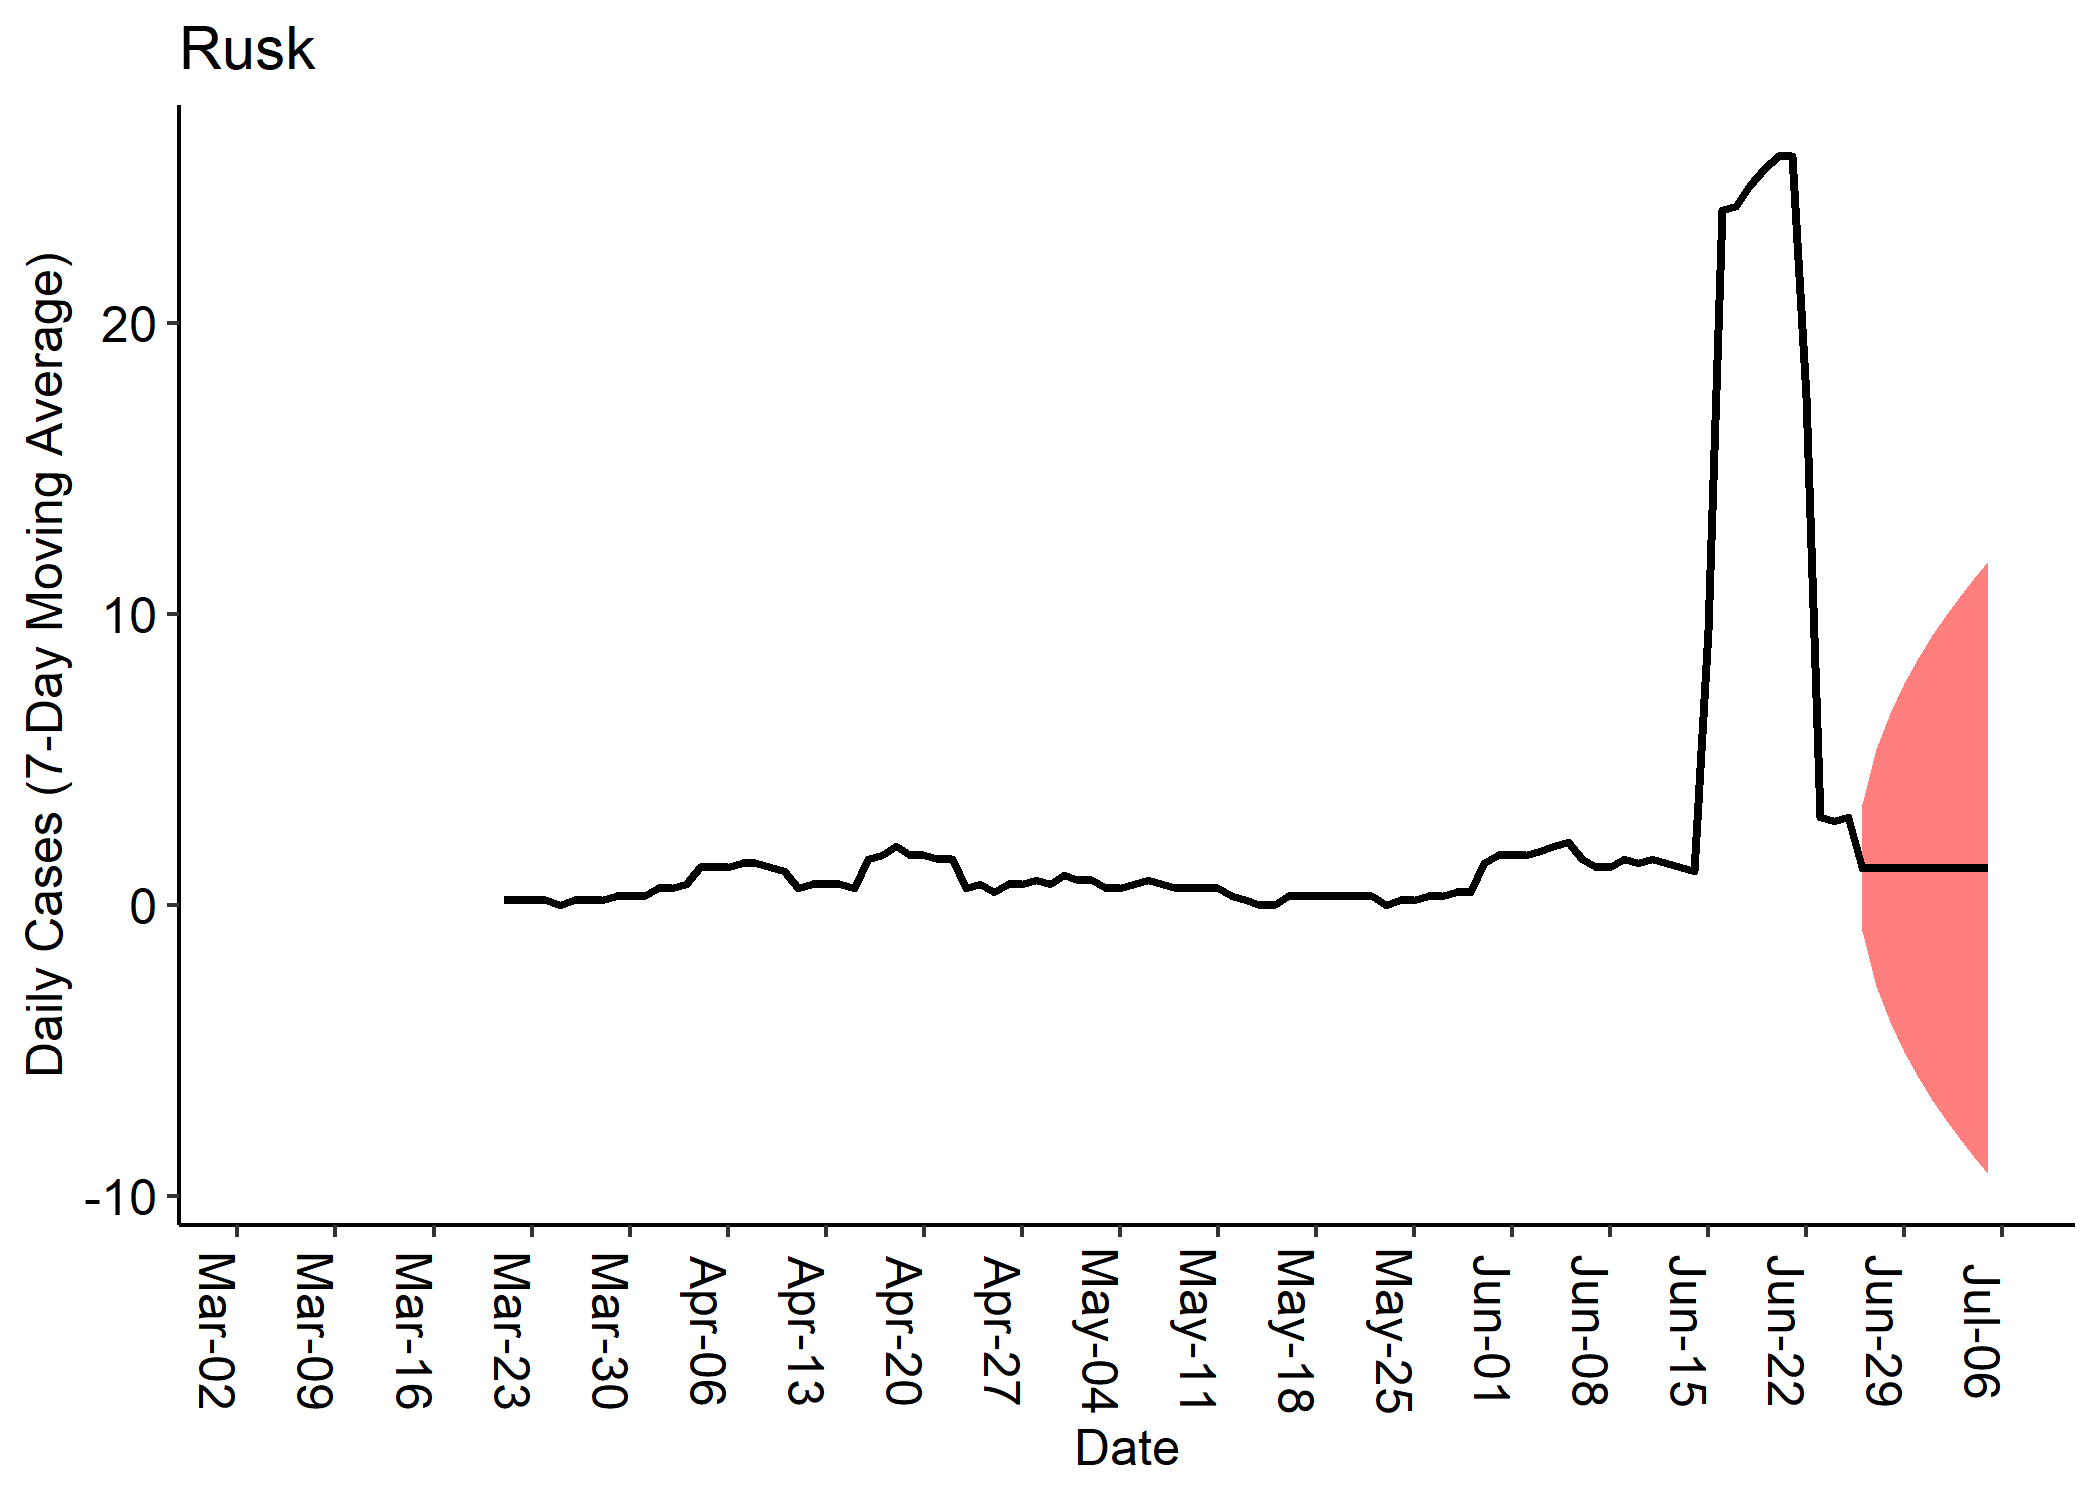 Rusk
Daily Cases (7-Day Moving Average)
20
10
0
-10
Mar-02
Mar-09
Mar-16
Mar-23
Mar-30
Apr-06
Apr-13
Apr-20
Apr-27
May-04
May-11
May-18
May-25
Jun-01
Jun-08
Jun-15
Jun-22
Jun-29
Jul-06
Date